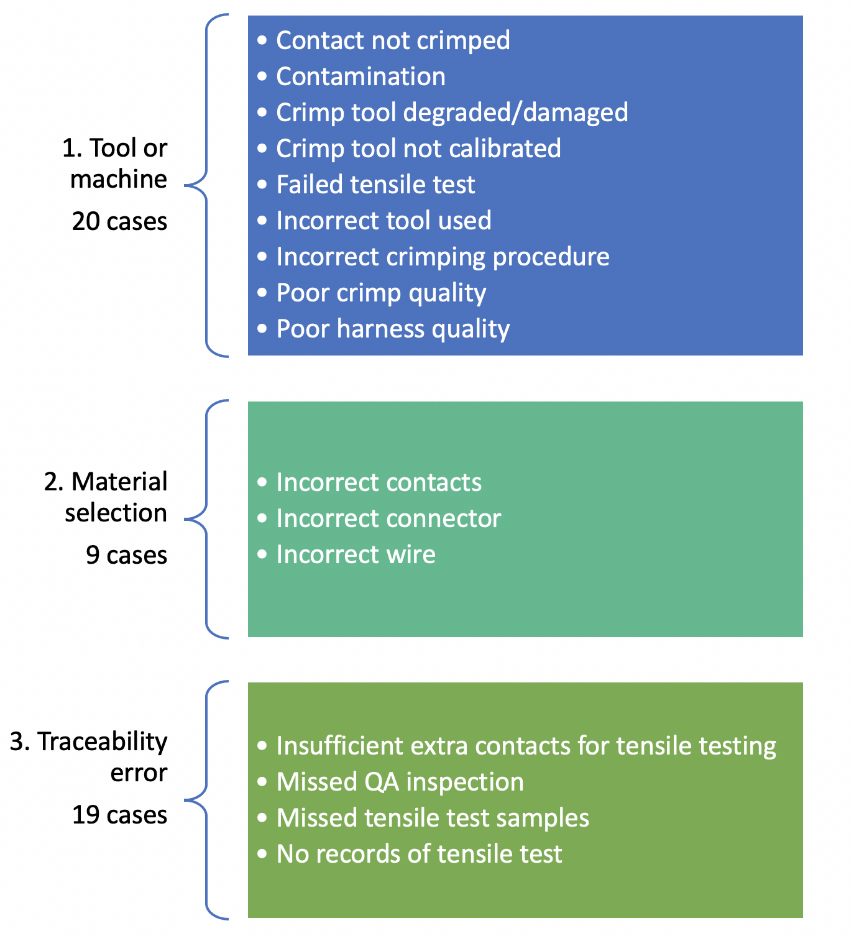 1. Tool or
machine
20 cases
• Contact not crimped
• Contamination
• Crimp tool degraded/damaged
• Crimp tool not calibrated
• Failed tensile test
• Incorrect tool used
• Incorrect crimping procedure
• Poor crimp quality
• Poor harness quality
2. Material
selection
9 cases
• Incorrect contacts
• Incorrect connector
• Incorrect wire
3. Traceability
error
19 cases
• Insufficient extra contacts for tensile testing
• Missed QA inspection
• Missed tensile test samples
• No records of tensile test